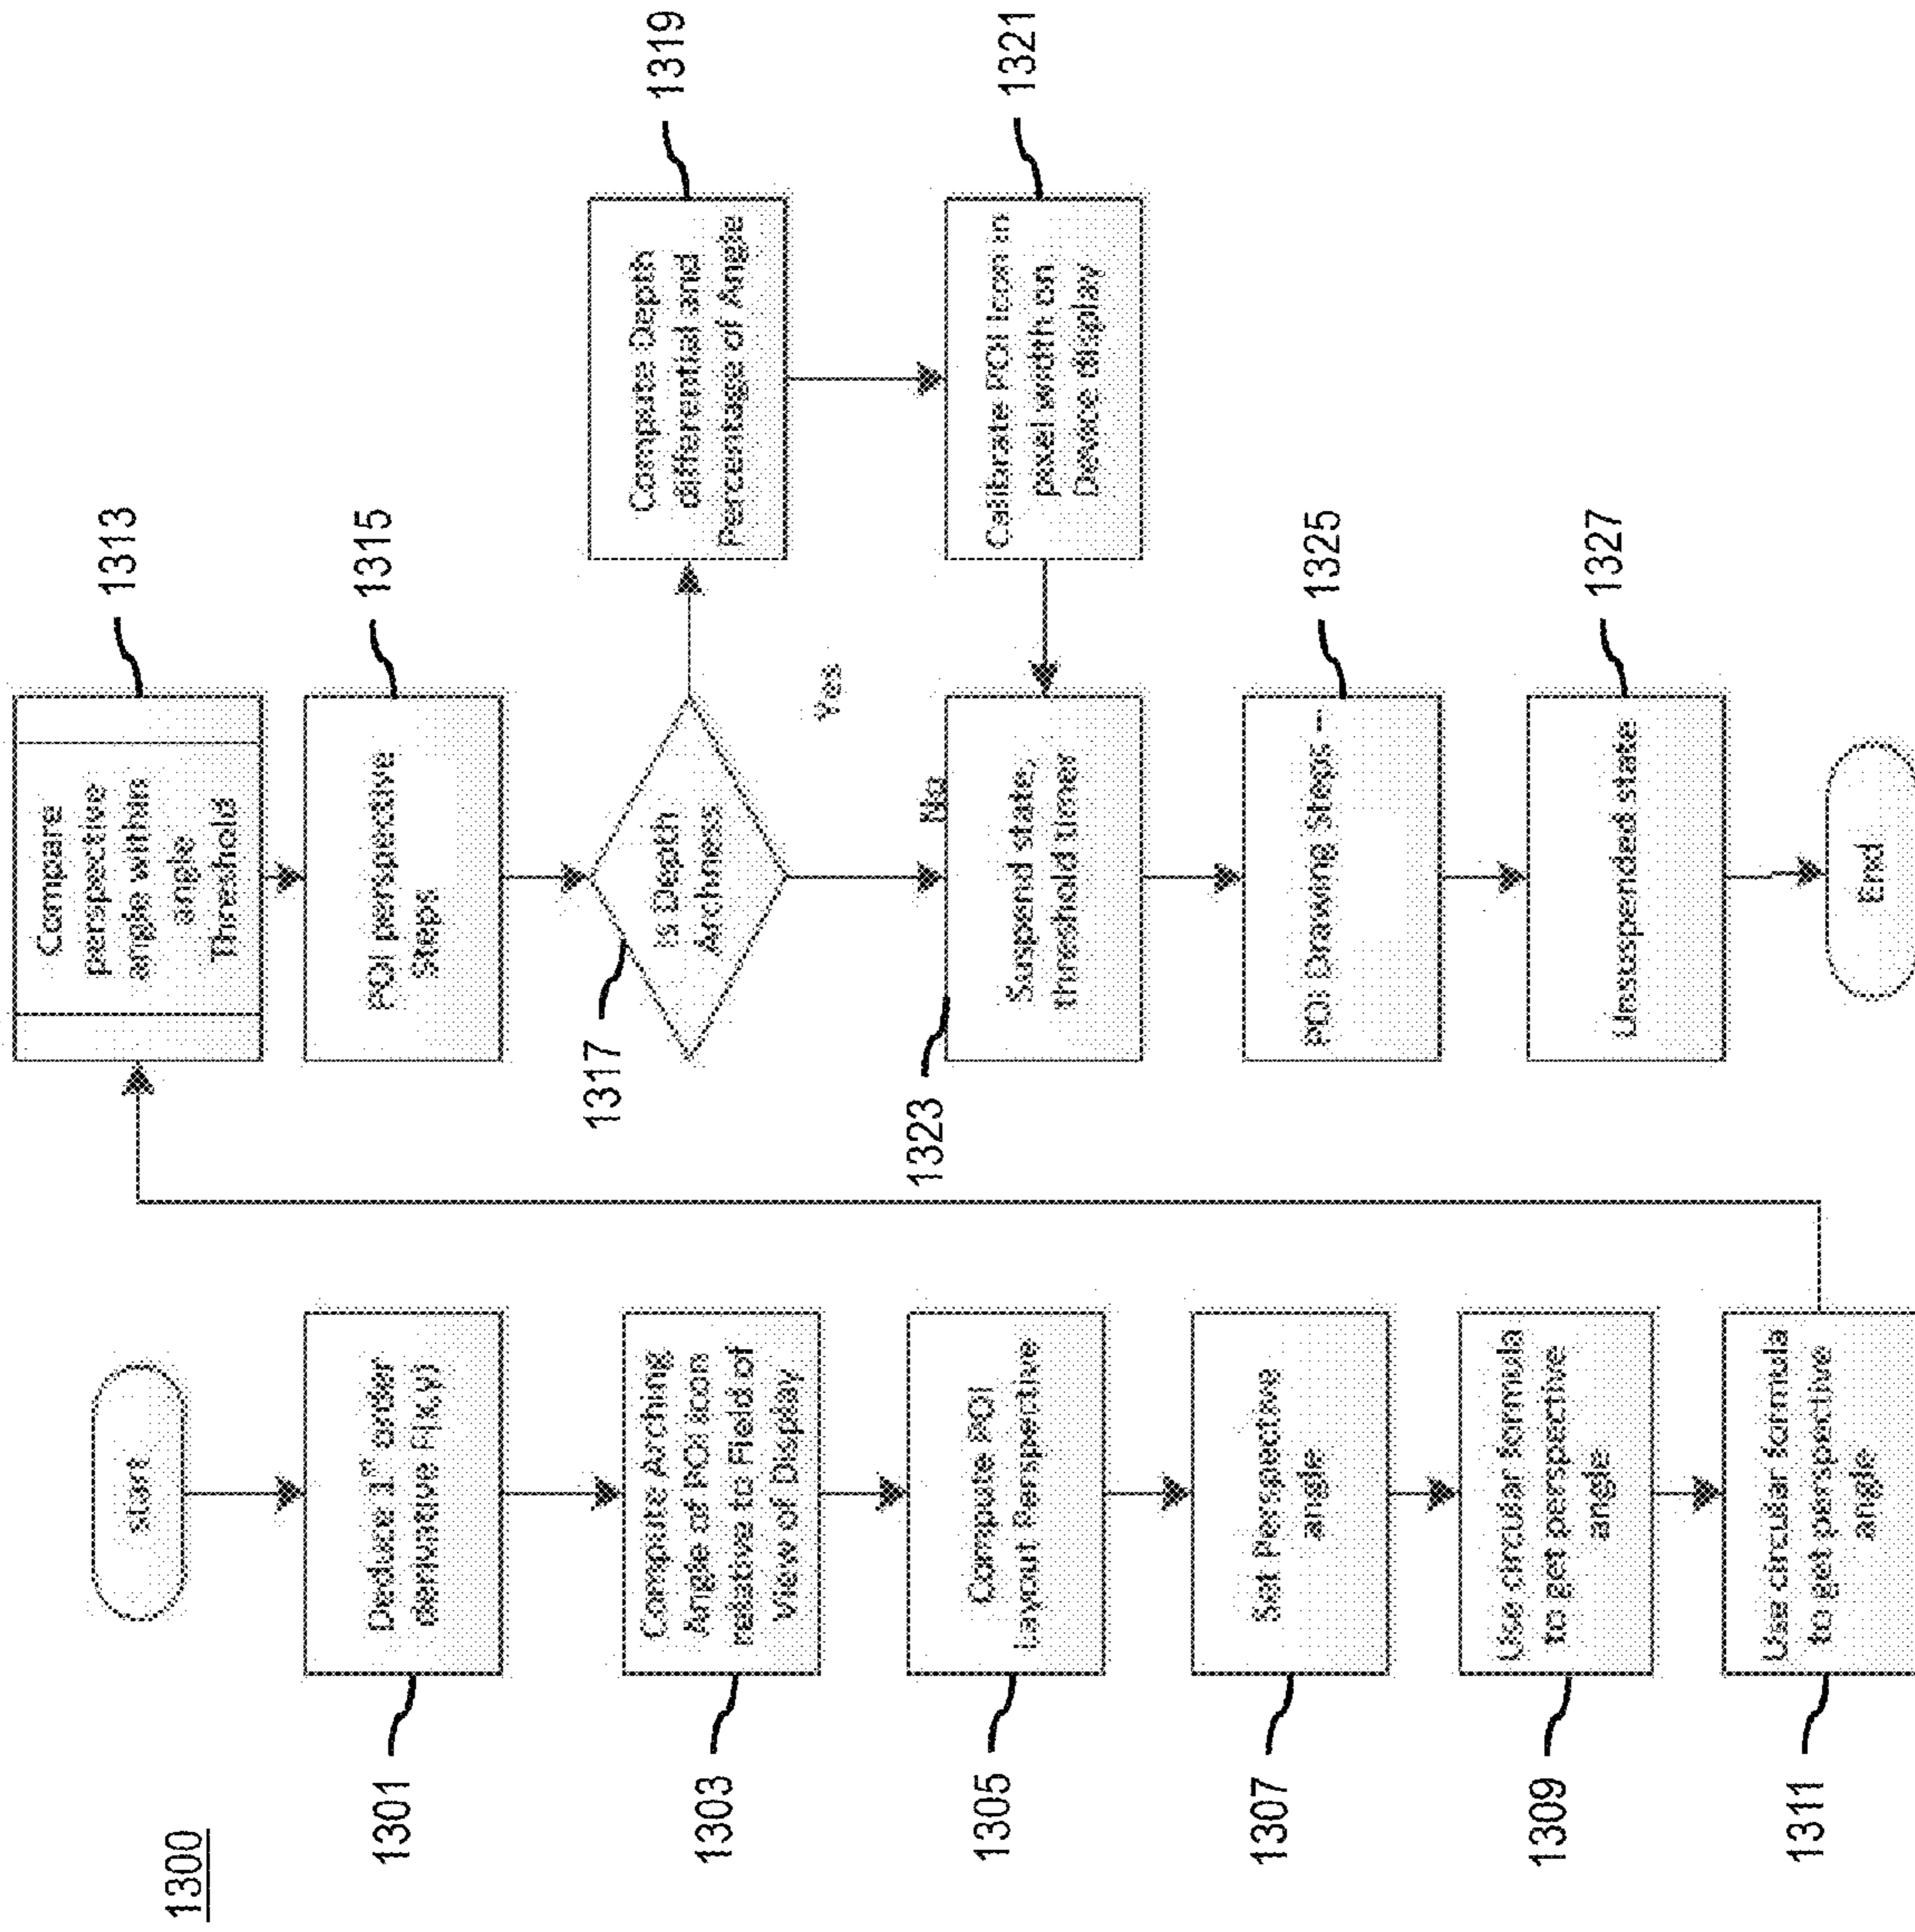 1300
start
1301
Deduce 1st order
derivative F(x,y)
1303
Compute Arching
Angle of POI icon
relative to Field of
View of Display
1305
Compute POI
Layout Perspective
1307
Set Perspective
angle
1309
Use circular formula
to get perspective
angle
1311
Use circular formula
to get perspective
angle
1313
Compare
perspective
angle within
angle
Threshold
1315
POI perspective
Steps
1317
Is Depth
Archness
Yes
No
1319
Compute Depth
differential and
Percentage of Angle
1321
Calibrate POI Icon in
pixel width on
Device display
1323
Suspend state,
threshold timer
1325
POI Drawing Steps –
1327
Unsuspended state
End